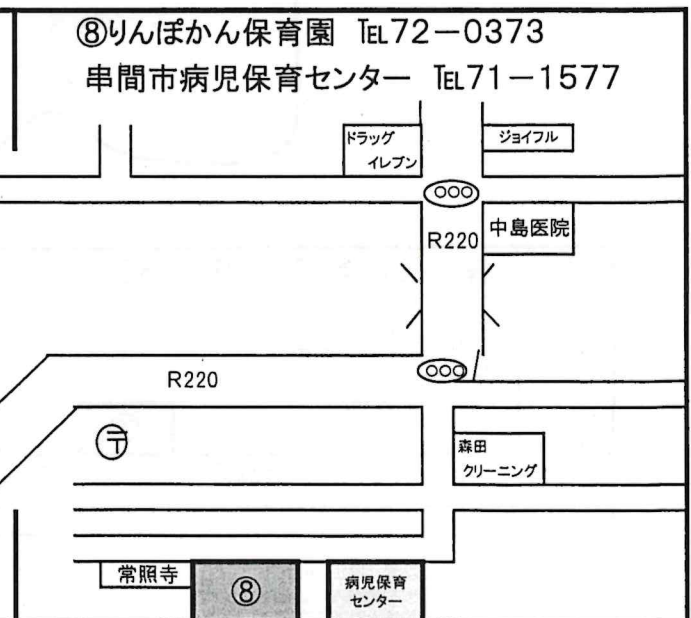 ⑧りんぽかん保育園 ℡72－0373
串間市病児保育センター ℡71－1577
ドラッグ
イレブン
ジョイフル
R220
中島医院
R220
〒
森田
クリーニング
常照寺
⑧
病児保育
センター